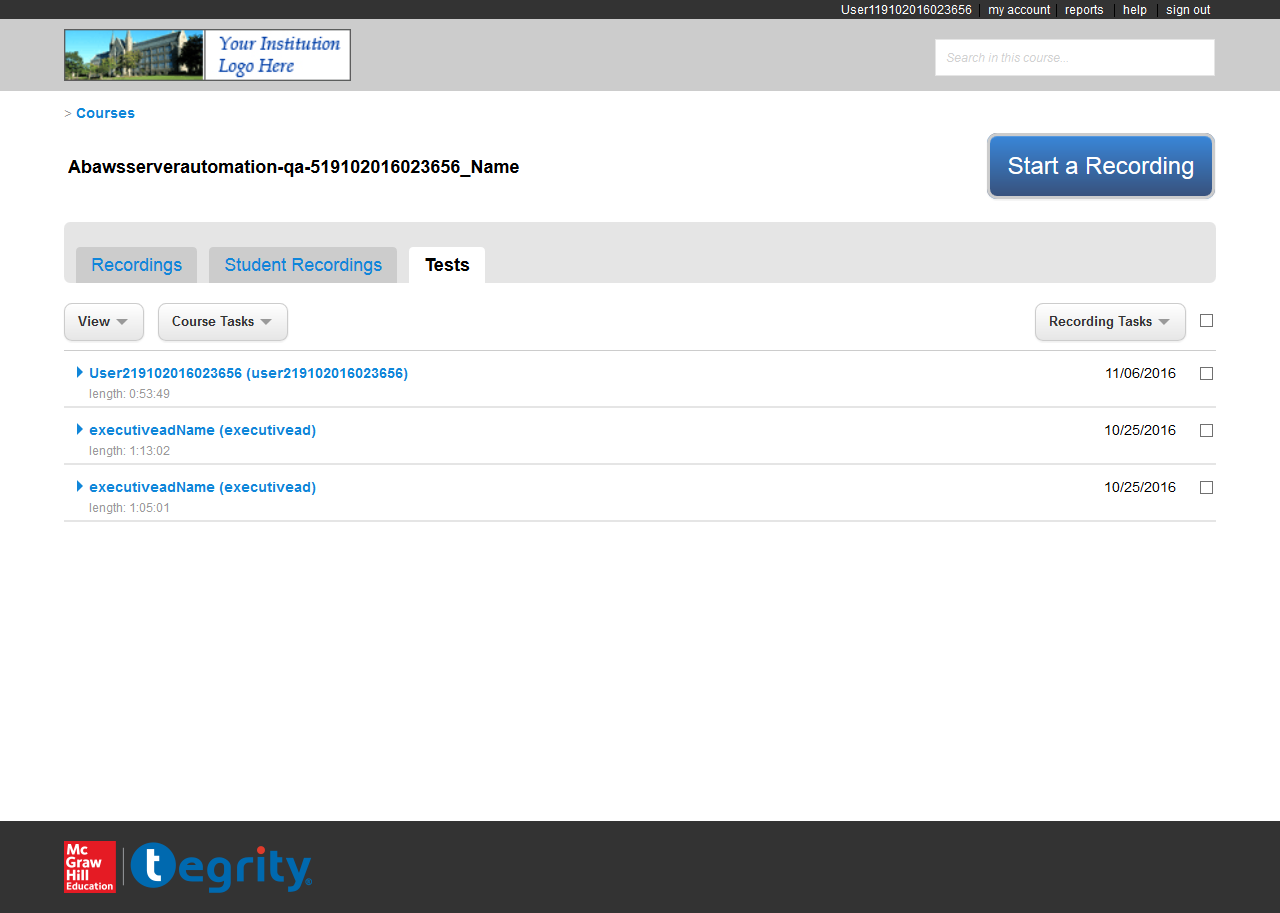 User119102016023656 my account reports help sign out
Your Institution
Logo Here
Search in this course...
> Courses
Abawsserverautomation-qa-519102016023656_Name
Start a Recording
Recordings Student Recordings Tests
View Course Tasks Recording Tasks
User219102016023656 (user219102016023656) 11/06/2016
length: 0:53:49
executiveadName (executivead) 10/25/2016
length: 1:13:02
executiveadName (executivead) 10/25/2016
length: 1:05:01
Mc
Graw
Hill
Education
tegrity